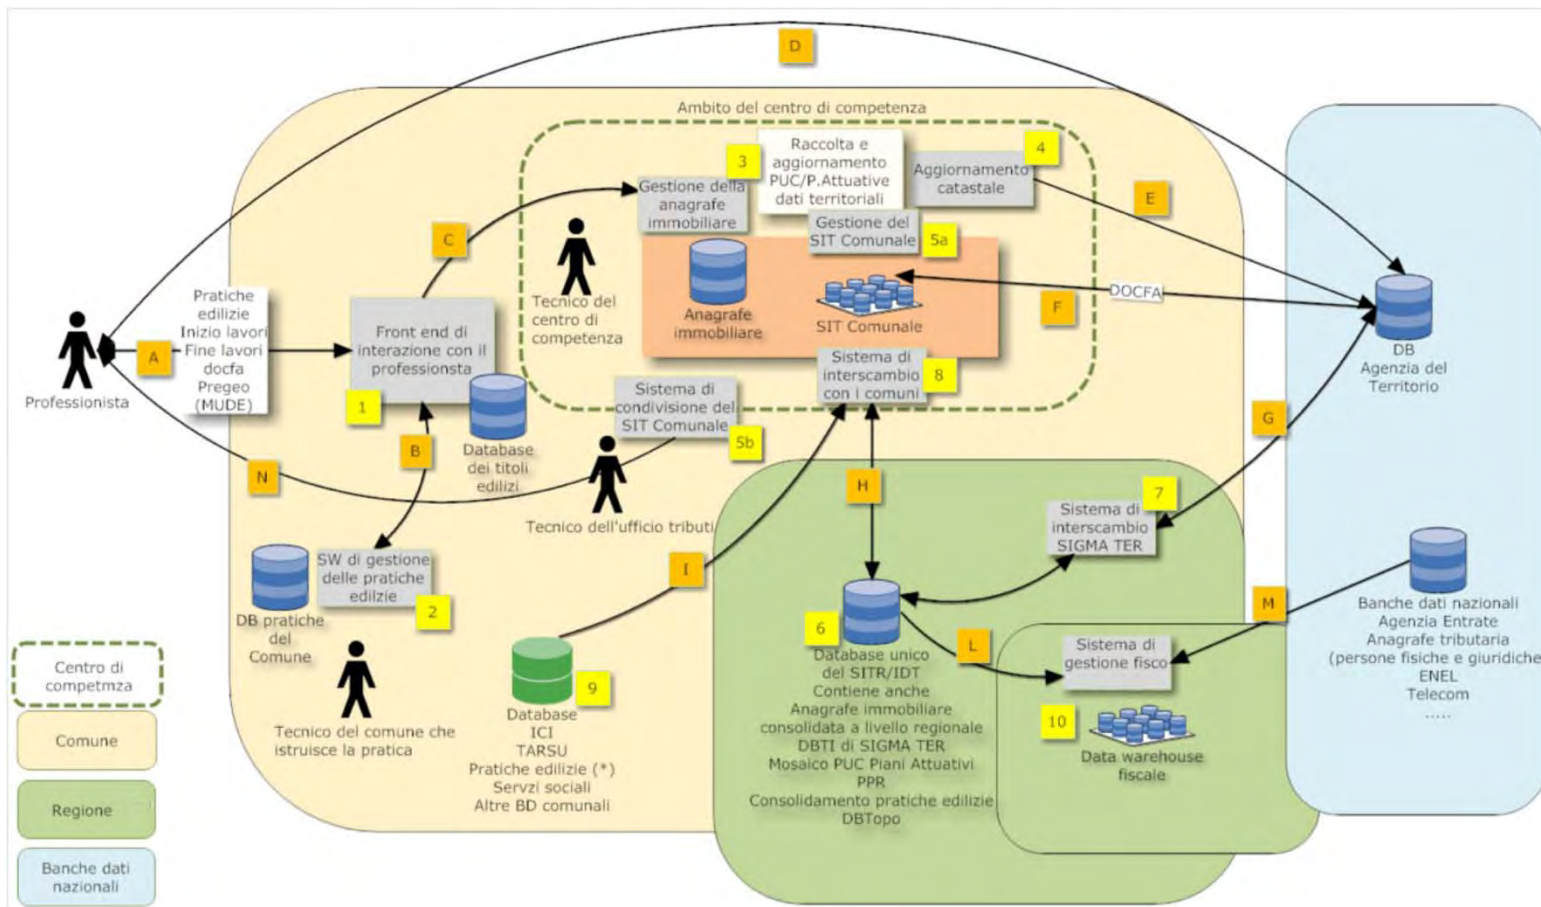 D
Ambito del centro di competenza
3
Raccolta e
aggiornamento
PUC/P.Attuative
dati territoriali
4
Aggiornamento
catastale
E
Gestione della
anagrafe
immobiliare
Gestione del
SIT Comunale
5a
C
Tecnico del
centro di
competenza
Anagrafe
immobiliare
SIT Comunale
DOCFA
F
DB
Agenzia del
Territorio
Professionista
A
Pratiche
edilizie
Inizio lavori
Fine lavori
docfa
Pregeo
(MUDE)
Front end di
interazione con il
professionsta
1
Database
dei titoli
edilizi
B
N
Sistema di
condivisione del
SIT Comunale
5b
Sistema di
interscambio
con i comuni
8
G
Tecnico dell'ufficio tributi
H
7
Sistema di
interscambio
SIGMA TER
I
SW di gestione
delle pratiche
edilzie
2
DB pratiche
del
Comune
Tecnico del comune che
istruisce la pratica
9
Database
ICI
TARSU
Pratiche edilizie (*)
Servzi sociali
Altre BD comunali
6
Database unico
del SITR/IDT
Contiene anche
Anagrafe immobiliare
consolidata a livello regionale
DBTI di SIGMA TER
Mosaico PUC Piani Attuativi
PPR
Consolidamento pratiche edilizie
DBTopo
L
Sistema di
gestione fisco
10
Data warehouse
fiscale
M
Banche dati nazionali
Agenzia Entrate
Anagrafe tributaria
(persone fisiche e giuridiche
ENEL
Telecom
.....
Centro di
competmza
Comune
Regione
Banche dati
nazionali